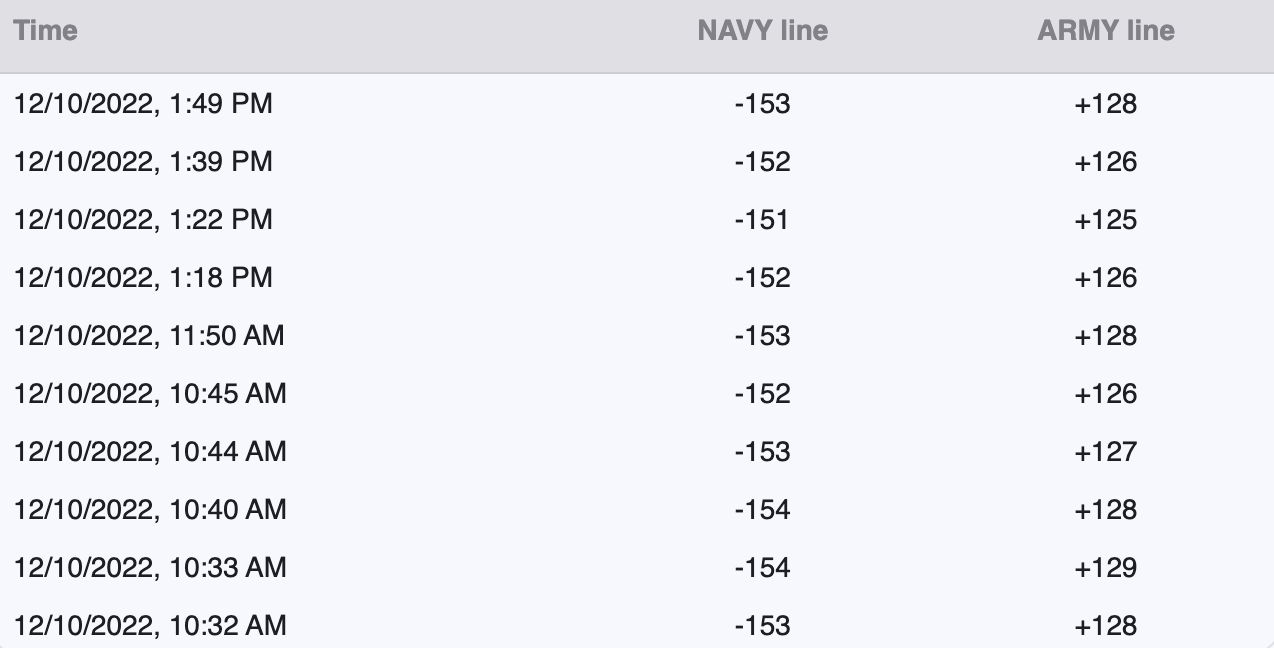 Time NAVY line ARMY line
12/10/2022, 1:49 PM -153 +128
12/10/2022, 1:39 PM -152 +126
12/10/2022, 1:22 PM -151 +125
12/10/2022, 1:18 PM -152 +126
12/10/2022, 11:50 AM -153 +128
12/10/2022, 10:45 AM -152 +126
12/10/2022, 10:44 AM -153 +127
12/10/2022, 10:40 AM -154 +128
12/10/2022, 10:33 AM -154 +129
12/10/2022, 10:32 AM -153 +128